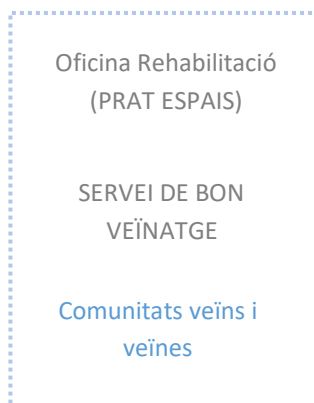 Oficina Rehabilitació
(PRAT ESPAIS)
SERVEI DE BON
VEÏNATGE
Comunitats veïns i
veïnes